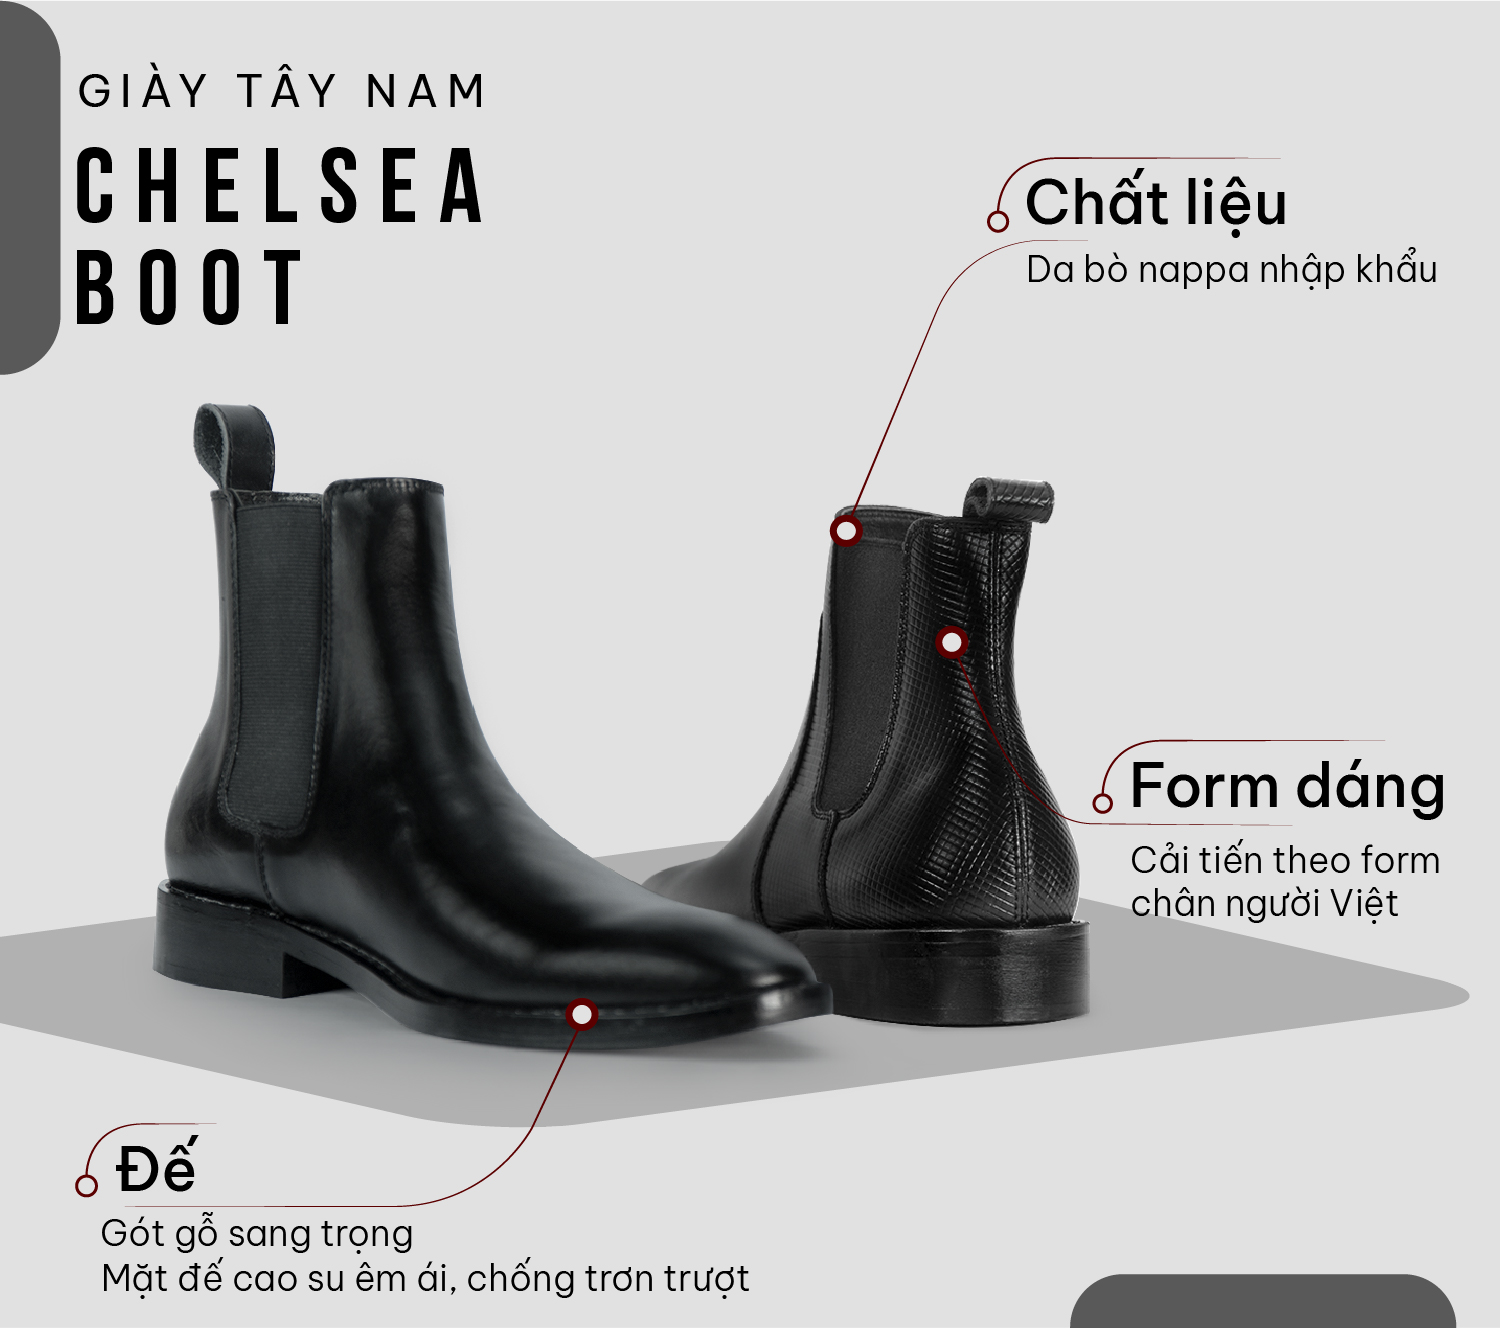 GIÀY TÂY NAM
CHELSEA
BOOT
Chất liệu
Da bò nappa nhập khẩu
Form dáng
Cải tiến theo form
chân người Việt
Đế
Gót gỗ sang trọng
Mặt đế cao su êm ái, chống trơn trượt